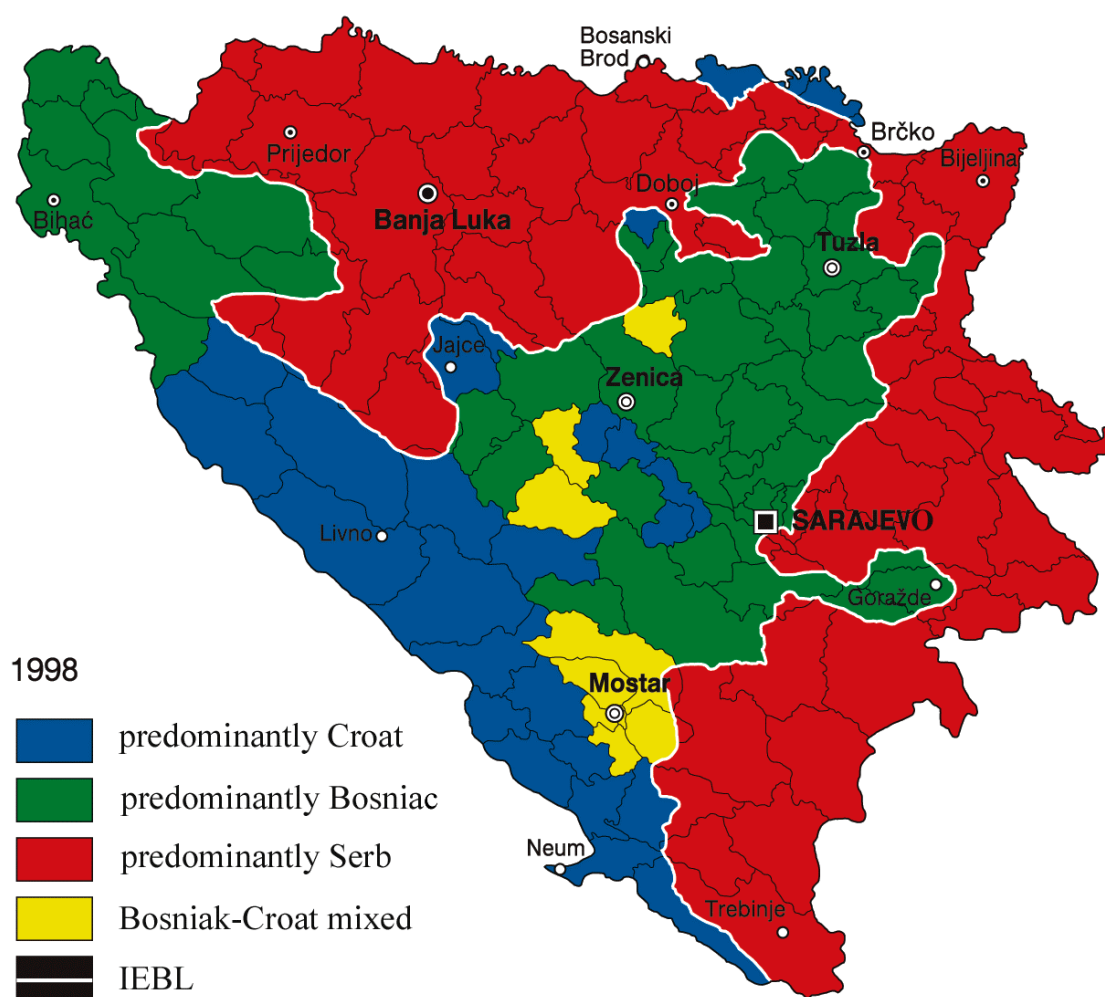 Bosanski
Brod
Brčko
Prijedor
Bijeljina
Doboj
Bihać
Banja Luka
Tuzla
Jajce
Zenica
SARAJEVO
Livno
Goražde
Mostar
Neum
Trebinje
1998
predominantly Croat
predominantly Bosniac
predominantly Serb
Bosniak-Croat mixed
IEBL